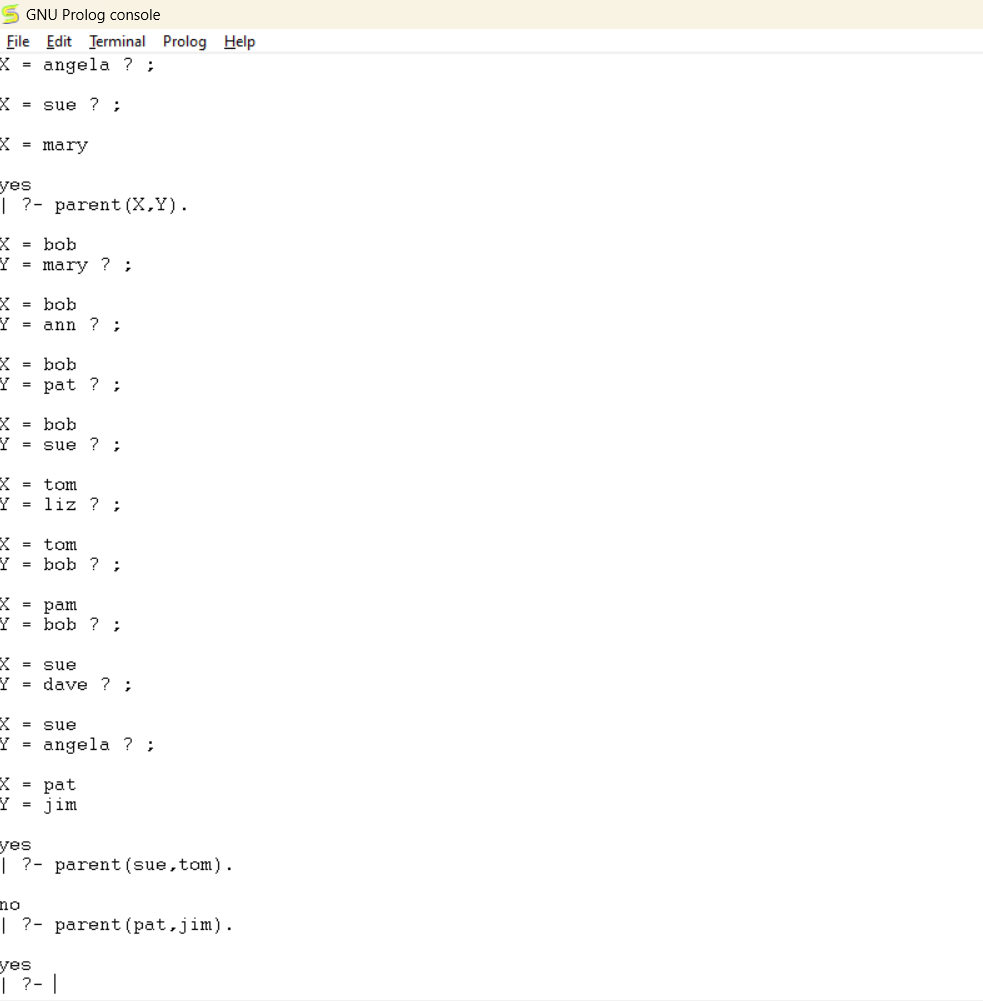 GNU Prolog console
File Edit Terminal Prolog Help
X = angela ? ;
X = sue ? ;
X = mary
yes
| ?- parent(X,Y).
X = bob
Y = mary ? ;
X = bob
Y = ann ? ;
X = bob
Y = pat ? ;
X = bob
Y = sue ? ;
X = tom
Y = liz ? ;
X = tom
Y = bob ? ;
X = pam
Y = bob ? ;
X = sue
Y = dave ? ;
X = sue
Y = angela ? ;
X = pat
Y = jim
yes
| ?- parent(sue,tom).
no
| ?- parent(pat,jim).
yes
| ?-